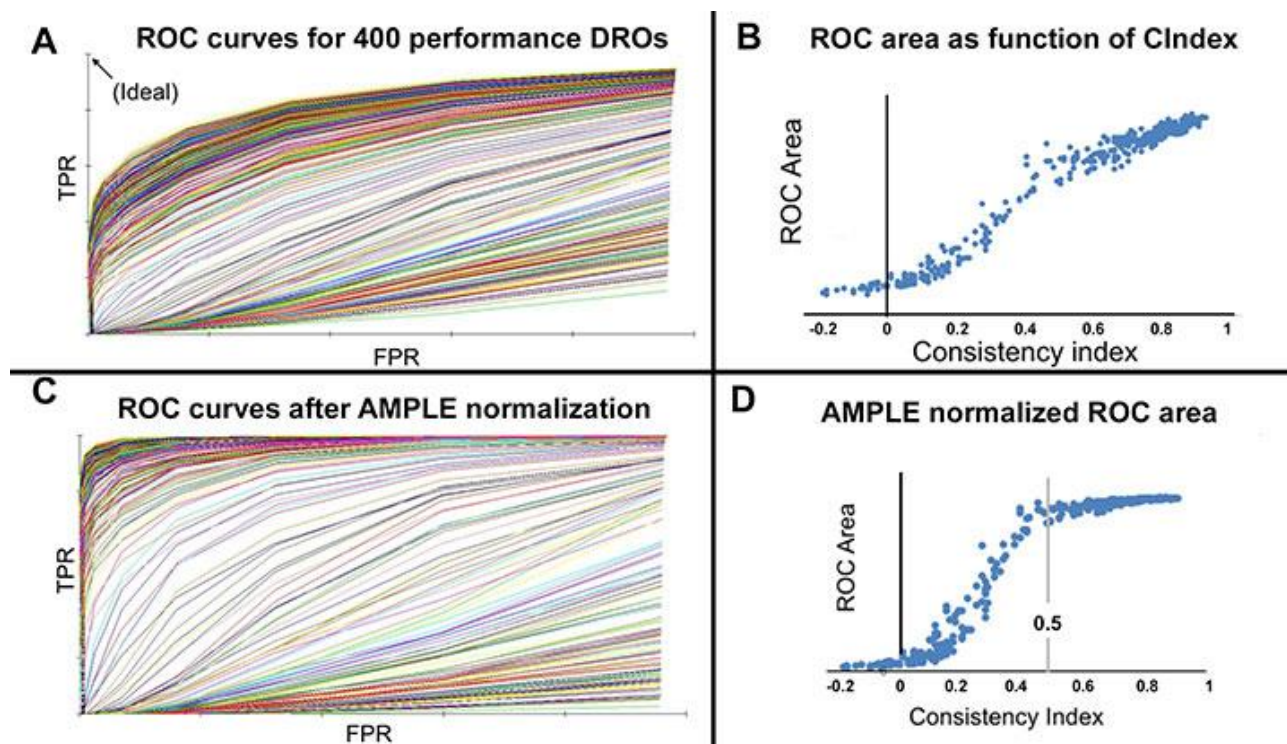 A
ROC curves for 400 performance DROs
(Ideal)
TPR
FPR
B
ROC area as function of CIndex
ROC Area
-0.2 0 0.2 0.4 0.6 0.8 1
Consistency index
C
ROC curves after AMPLE normalization
TPR
FPR
D
AMPLE normalized ROC area
ROC Area
0.5
-0.2 0 0.2 0.4 0.6 0.8 1
Consistency Index